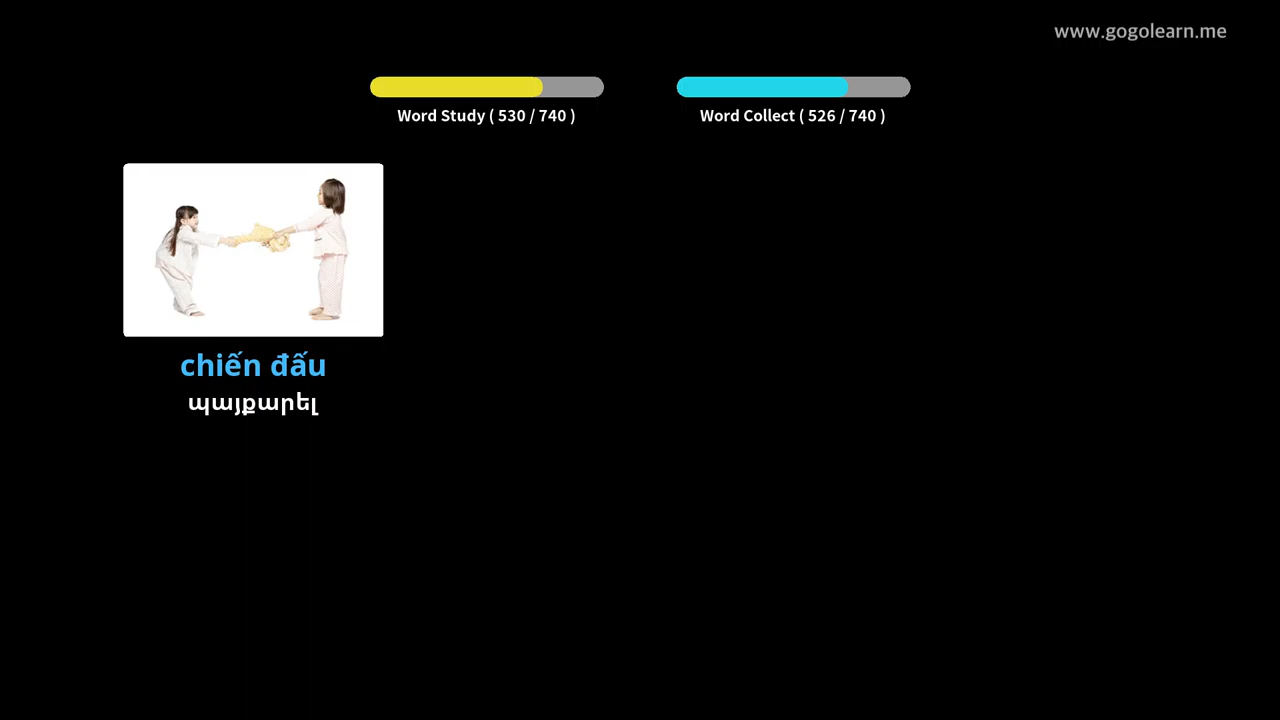 www.gogolearn.me
Word Study ( 530 / 740 )
Word Collect ( 526 / 740 )
chiến đấu
պայքարել